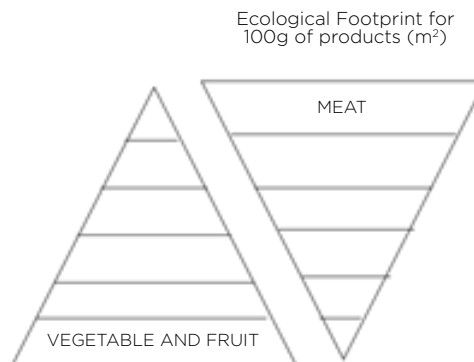 Ecological Footprint for
100g of products (m²)
MEAT
VEGETABLE AND FRUIT